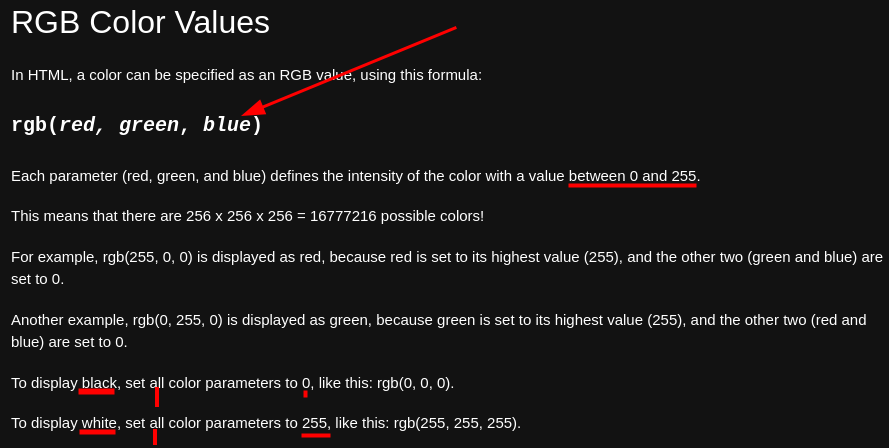 RGB Color Values
In HTML, a color can be specified as an RGB value, using this formula:
rgb(red, green, blue)
Each parameter (red, green, and blue) defines the intensity of the color with a value between 0 and 255.
This means that there are 256 x 256 x 256 = 16777216 possible colors!
For example, rgb(255, 0, 0) is displayed as red, because red is set to its highest value (255), and the other two (green and blue) are
set to 0.
Another example, rgb(0, 255, 0) is displayed as green, because green is set to its highest value (255), and the other two (red and
blue) are set to 0.
To display black, set all color parameters to 0, like this: rgb(0, 0, 0).
To display white, set all color parameters to 255, like this: rgb(255, 255, 255).